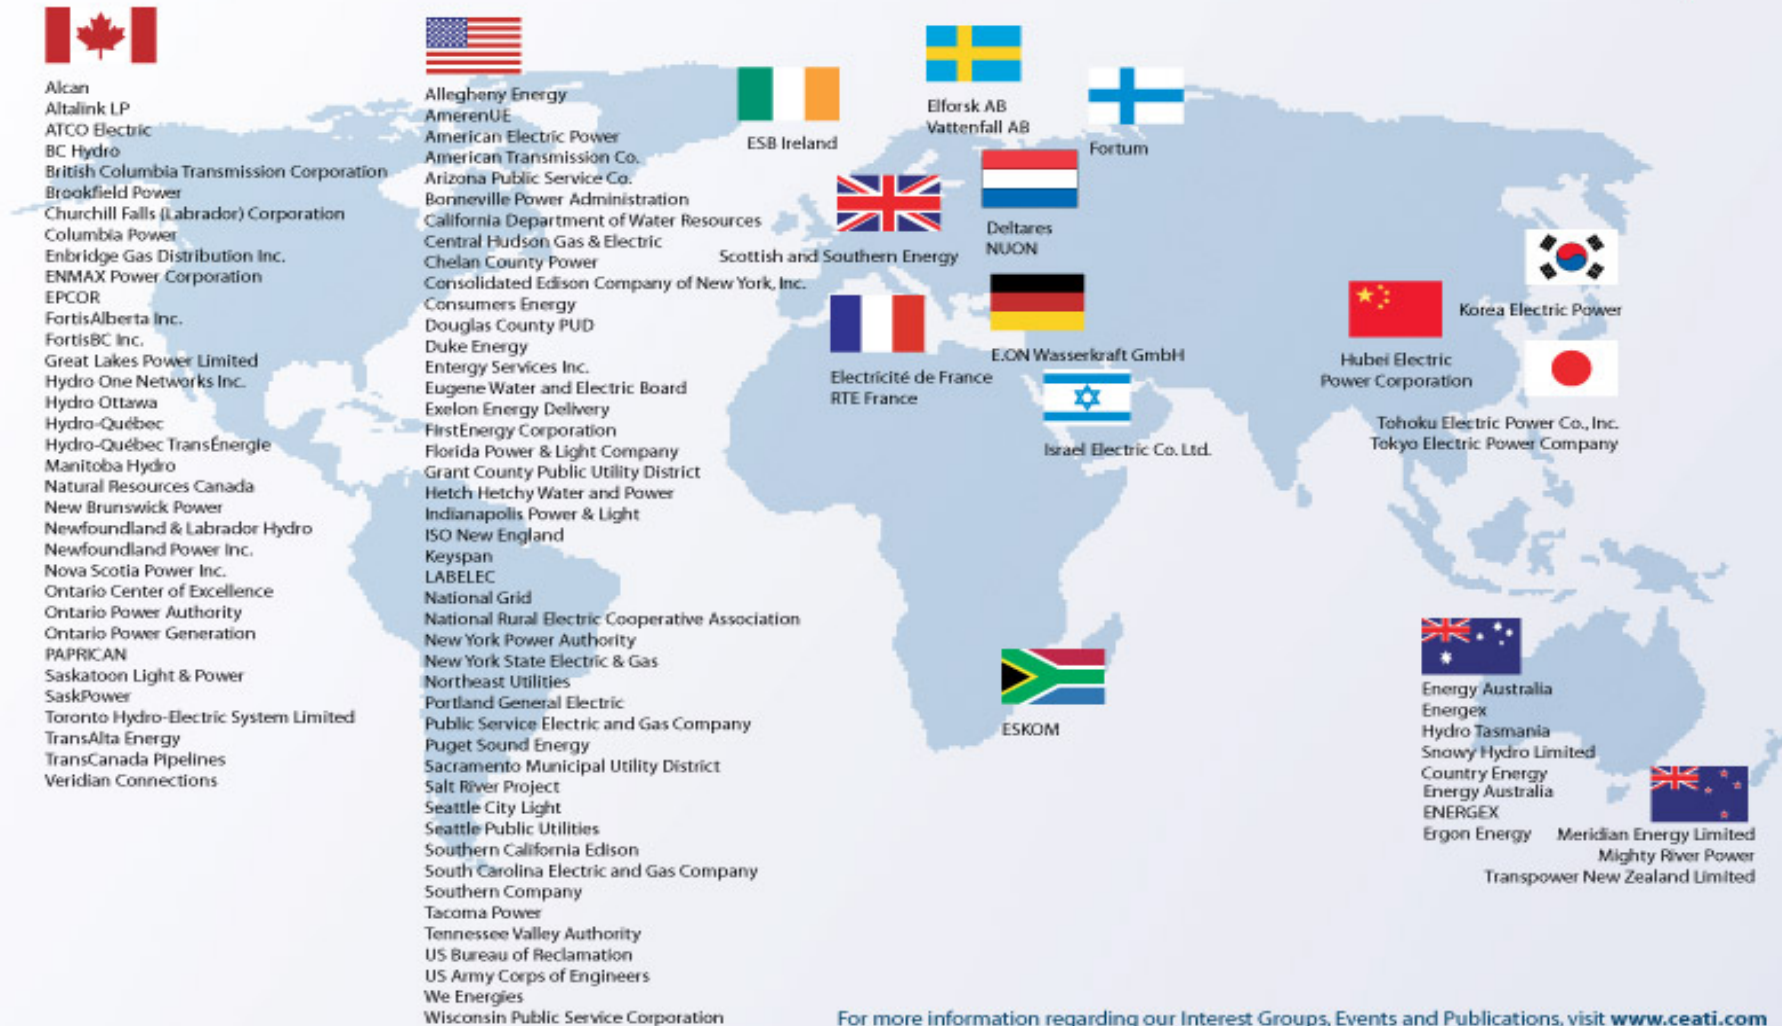 Alcan
Altalink LP
ATCO Electric
BC Hydro
British Columbia Transmission Corporation
Brookfield Power
Churchill Falls (Labrador) Corporation
Columbia Power
Enbridge Gas Distribution Inc.
ENMAX Power Corporation
EPCOR
FortisAlberta Inc.
FortisBC Inc.
Great Lakes Power Limited
Hydro One Networks Inc.
Hydro Ottawa
Hydro-Québec
Hydro-Québec TransÉnergie
Manitoba Hydro
Natural Resources Canada
New Brunswick Power
Newfoundland & Labrador Hydro
Newfoundland Power Inc.
Nova Scotia Power Inc.
Ontario Center of Excellence
Ontario Power Authority
Ontario Power Generation
PAPRICAN
Saskatoon Light & Power
SaskPower
Toronto Hydro-Electric System Limited
TransAlta Energy
TransCanada Pipelines
Veridian Connections
Allegheny Energy
AmerenUE
American Electric Power
American Transmission Co.
Arizona Public Service Co.
Bonneville Power Administration
California Department of Water Resources
Central Hudson Gas & Electric
Chelan County Power
Consolidated Edison Company of New York, Inc.
Consumers Energy
Douglas County PUD
Duke Energy
Entergy Services Inc.
Eugene Water and Electric Board
Exelon Energy Delivery
FirstEnergy Corporation
Florida Power & Light Company
Grant County Public Utility District
Hetch Hetchy Water and Power
Indianapolis Power & Light
ISO New England
Keyspan
LABELEC
National Grid
National Rural Electric Cooperative Association
New York Power Authority
New York State Electric & Gas
Northeast Utilities
Portland General Electric
Public Service Electric and Gas Company
Puget Sound Energy
Sacramento Municipal Utility District
Salt River Project
Seattle City Light
Seattle Public Utilities
Southern California Edison
South Carolina Electric and Gas Company
Southern Company
Tacoma Power
Tennessee Valley Authority
US Bureau of Reclamation
US Army Corps of Engineers
We Energies
Wisconsin Public Service Corporation
ESB Ireland
Elforsk AB
Vattenfall AB
Fortum
Scottish and Southern Energy
Deltares
NUON
Electricité de France
RTE France
E.ON Wasserkraft GmbH
Israel Electric Co. Ltd.
ESKOM
Hubei Electric
Power Corporation
Korea Electric Power
Tohoku Electric Power Co., Inc.
Tokyo Electric Power Company
Energy Australia
Energex
Hydro Tasmania
Snowy Hydro Limited
Country Energy
Energy Australia
ENERGEX
Ergon Energy
Meridian Energy Limited
Mighty River Power
Transpower New Zealand Limited
For more information regarding our Interest Groups, Events and Publications, visit www.ceati.com